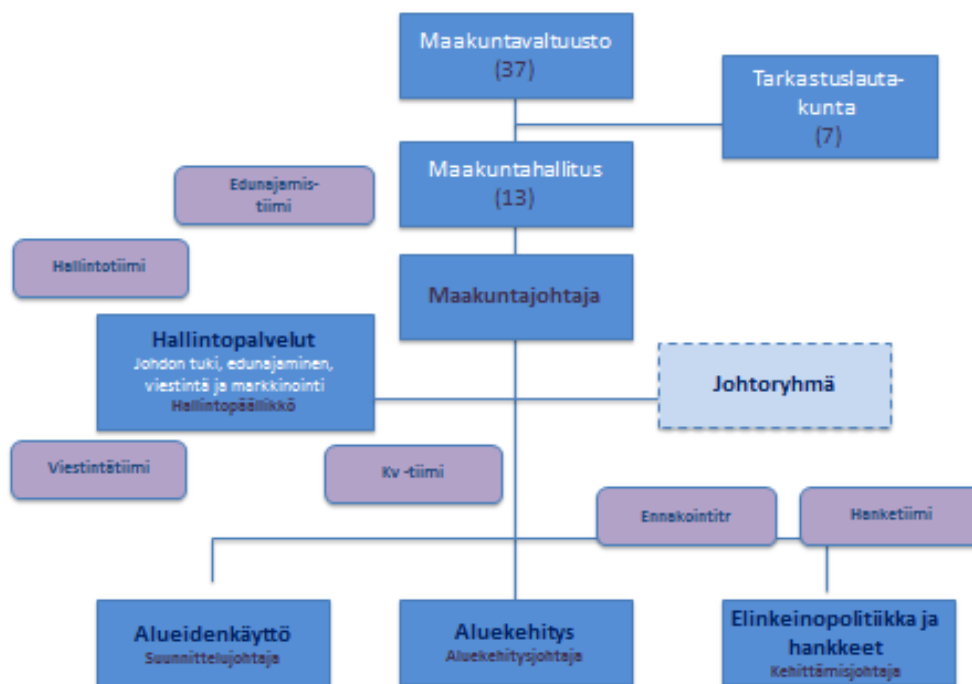 Maakuntavaltuusto
(37)
Tarkastuslauta-
kunta
(7)
Maakuntahallitus
(13)
Edunajamis-
tiimi
Hallintotiimi
Maakuntajohtaja
Hallintopalvelut
Johdon tuki, edunajaminen,
viestintä ja markkinointi
Hallintopäällikkö
Johtoryhmä
Viestintätiimi
Kv -tiimi
Ennakointitr
Hanketiimi
Alueidenkäyttö
Suunnittelujohtaja
Aluekehitys
Aluekehitysjohtaja
Elinkeinopolitiikka ja
hankkeet
Kehittämisjohtaja